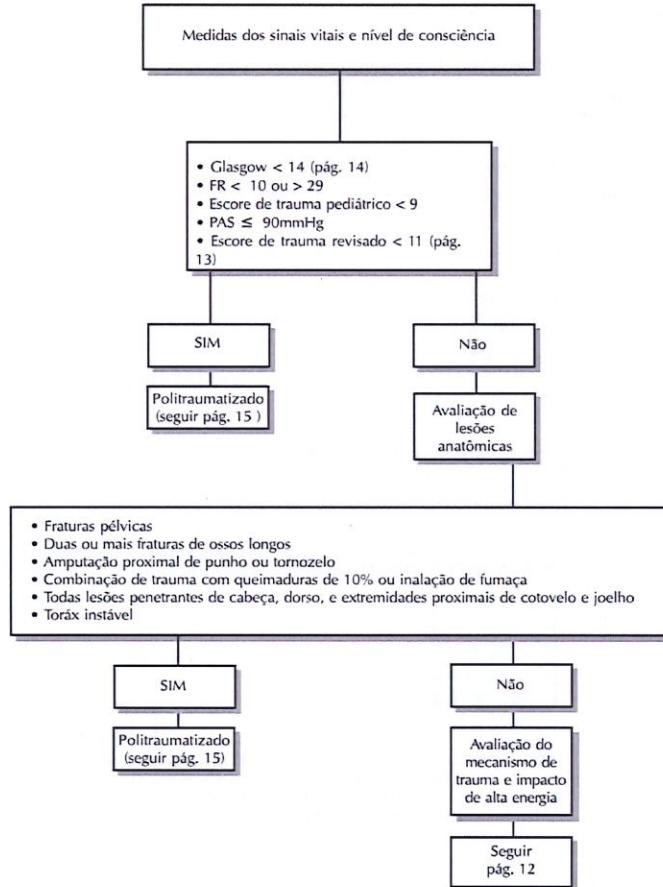 Medidas dos sinais vitais e nível de consciência
• Glasgow < 14 (pág. 14)
• FR < 10 ou > 29
• Escore de trauma pediátrico < 9
• PAS ≤ 90mmHg
• Escore de trauma revisado < 11 (pág.
13)
SIM
Não
Politraumatizado
(seguir pág. 15 )
Avaliação de
lesões
anatômicas
• Fraturas pélvicas
• Duas ou mais fraturas de ossos longos
• Amputação proximal de punho ou tornozelo
• Combinação de trauma com queimaduras de 10% ou inalação de fumaça
• Todas lesões penetrantes de cabeça, dorso, e extremidades proximais de cotovelo e joelho
• Toráx instável
SIM
Não
Politraumatizado
(seguir pág. 15)
Avaliação do
mecanismo de
trauma e impacto
de alta energia
Seguir
pág. 12